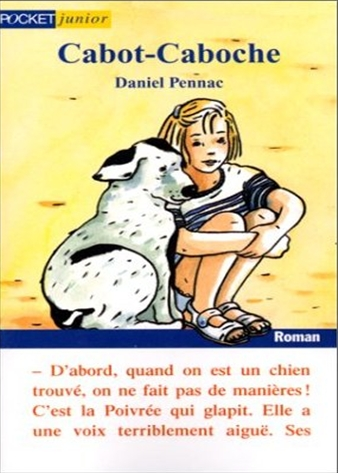 POCKET junior
Cabot-Caboche
Daniel Pennac
Roman
– D'abord, quand on est un chien
trouvé, on ne fait pas de manières !
C'est la Poivrée qui glapit. Elle a
une voix terriblement aiguë. Ses